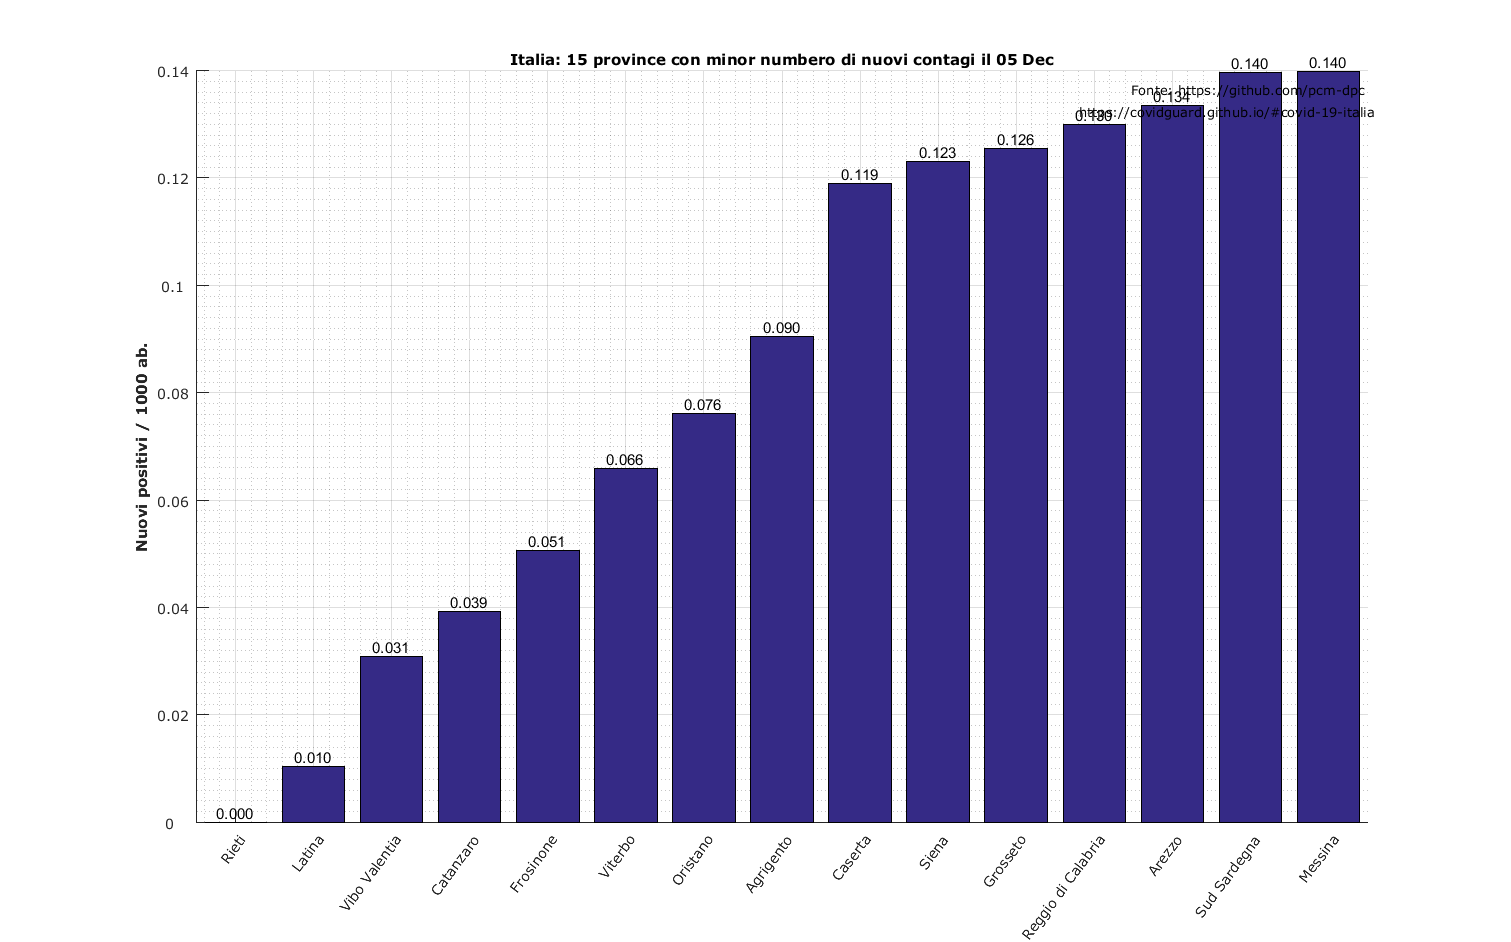 Italia: 15 province con minor numbero di nuovi contagi il 05 Dec
Fonte: https://github.com/pcm-dpc
https://covidguard.github.io/#covid-19-italia
Nuovi positivi / 1000 ab.
0.14
0.12
0.1
0.08
0.06
0.04
0.02
0
0.000
0.010
0.031
0.039
0.051
0.066
0.076
0.090
0.119
0.123
0.126
0.130
0.134
0.140
0.140
Rieti
Latina
Vibo Valentia
Catanzaro
Frosinone
Viterbo
Oristano
Agrigento
Caserta
Siena
Grosseto
Reggio di Calabria
Arezzo
Sud Sardegna
Messina